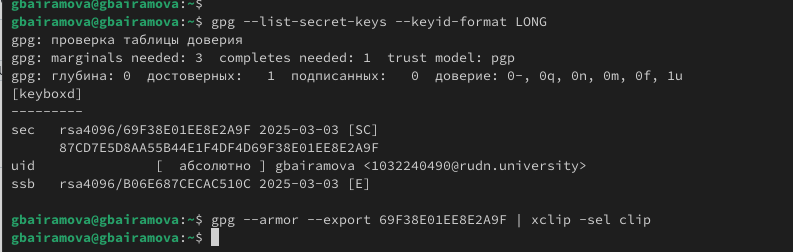 gbairamova@gbairamova:~$
gbairamova@gbairamova:~$ gpg --list-secret-keys --keyid-format LONG
gpg: проверка таблицы доверия
gpg: marginals needed: 3  completes needed: 1  trust model: pgp
gpg: глубина: 0  достоверных:   1  подписанных:   0  доверие: 0-, 0q, 0n, 0m, 0f, 1u
[keyboxd]
---------
sec   rsa4096/69F38E01EE8E2A9F 2025-03-03 [SC]
      87CD7E5D8AA55B44E1F4DF4D69F38E01EE8E2A9F
uid                 [  абсолютно ] gbairamova <1032240490@rudn.university>
ssb   rsa4096/B06E687CECAC510C 2025-03-03 [E]

gbairamova@gbairamova:~$ gpg --armor --export 69F38E01EE8E2A9F | xclip -sel clip
gbairamova@gbairamova:~$